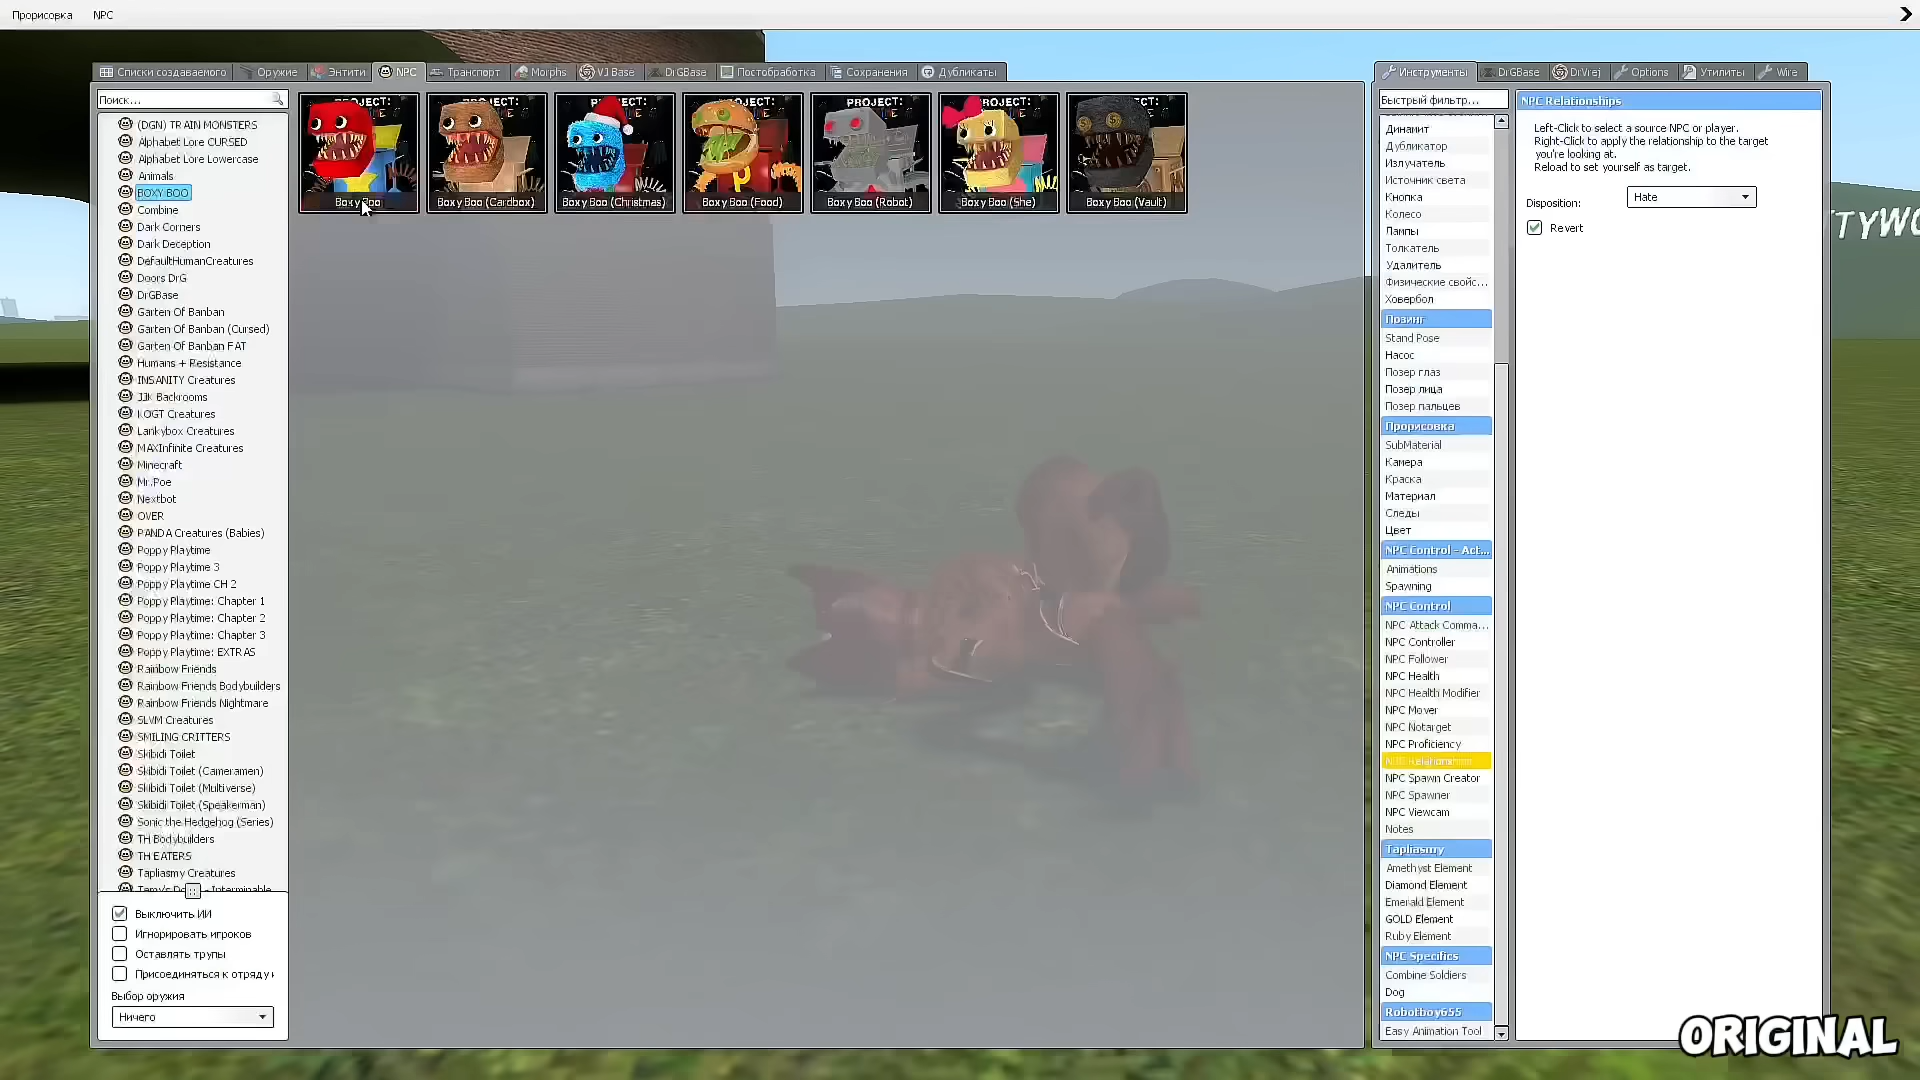 Прорисовка NPC
Списки создаваемого Оружие Энтити NPC Транспорт Morphs VJ Base DrGBase Постобработка Сохранения Дубликаты
Поиск...
(DGN) TRAIN MONSTERS
Alphabet Lore CURSED
Alphabet Lore Lowercase
Animals
BOXY BOO
Combine
Dark Corners
Dark Deception
DefaultHumanCreatures
Doors DrG
DrGBase
Garten Of Banban
Garten Of Banban (Cursed)
Garten Of Banban FAT
Humans + Resistance
INSANITY Creatures
JJK Backrooms
KOGT Creatures
Lankybox Creatures
MAXInfinite Creatures
Minecraft
Mr.Poe
Nextbot
OVER
PANDA Creatures (Babies)
Poppy Playtime
Poppy Playtime 3
Poppy Playtime CH 2
Poppy Playtime: Chapter 1
Poppy Playtime: Chapter 2
Poppy Playtime: Chapter 3
Poppy Playtime: EXTRAS
Rainbow Friends
Rainbow Friends Bodybuilders
Rainbow Friends Nightmare
SLVM Creatures
SMILING CRITTERS
Skibidi Toilet
Skibidi Toilet (Cameramen)
Skibidi Toilet (Multiverse)
Skibidi Toilet (Speakerman)
Sonic the Hedgehog (Series)
TH Bodybuilders
TH EATERS
Tapliasmy Creatures
Выключить ИИ
Игнорировать игроков
Оставлять трупы
Присоединяться к отряду
Выбор оружия
Ничего
PROJECT: PROJECT: PROJECT: PROJECT: PROJECT: PROJECT: PROJECT:
Boxy Boo Boxy Boo (Cardbox) Boxy Boo (Christmas) Boxy Boo (Food) Boxy Boo (Robot) Boxy Boo (She) Boxy Boo (Vault)
Инструменты DrGBase DrVrej Options Утилиты Wire
Быстрый фильтр...
Динамит
Дубликатор
Излучатель
Источник света
Кнопка
Колесо
Лампы
Толкатель
Удалитель
Физические свойс...
Ховербол
Позинг
Stand Pose
Насос
Позер глаз
Позер лица
Позер пальцев
Прорисовка
SubMaterial
Камера
Краска
Материал
Следы
Цвет
NPC Control - Act...
Animations
Spawning
NPC Control
NPC Attack Comma...
NPC Controller
NPC Follower
NPC Health
NPC Health Modifier
NPC Mover
NPC Notarget
NPC Proficiency
NPC Relationships
NPC Spawn Creator
NPC Spawner
NPC Viewcam
Notes
Tapliasmy
Amethyst Element
Diamond Element
Emerald Element
GOLD Element
Ruby Element
NPC Specifics
Combine Soldiers
Dog
Robotboy655
Easy Animation Tool
NPC Relationships
Left-Click to select a source NPC or player.
Right-Click to apply the relationship to the target
you're looking at.
Reload to set yourself as target.
Disposition: Hate
Revert
TYWO
ORIGINAL